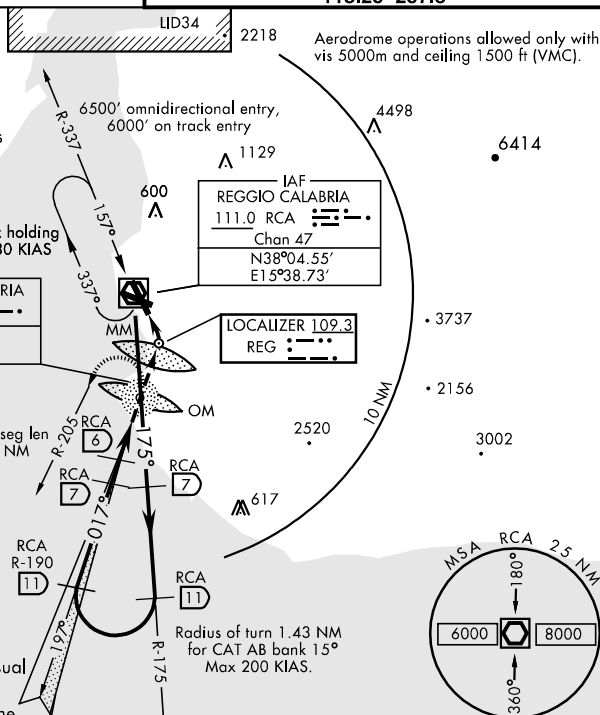 LID34
2218
Aerodrome operations allowed only with
vis 5000m and ceiling 1500 ft (VMC).
6500' omnidirectional entry,
6000' on track entry
R-337
4498
6414
1129
600
IAF
REGGIO CALABRIA
111.0 RCA
Chan 47
N38°04.55'
E15°38.73'
157°
337°
holding
30 KIAS
RIA
MM
LOCALIZER 109.3
REG
3737
2156
10 NM
OM
R-205
seg len
NM
RCA
6
175°
2520
3002
RCA
7
RCA
7
617
017°
RCA
R-190
11
RCA
11
MSA RCA 25 NM
180°
6000
8000
360°
197°
Radius of turn 1.43 NM
for CAT AB bank 15°
Max 200 KIAS.
R-175